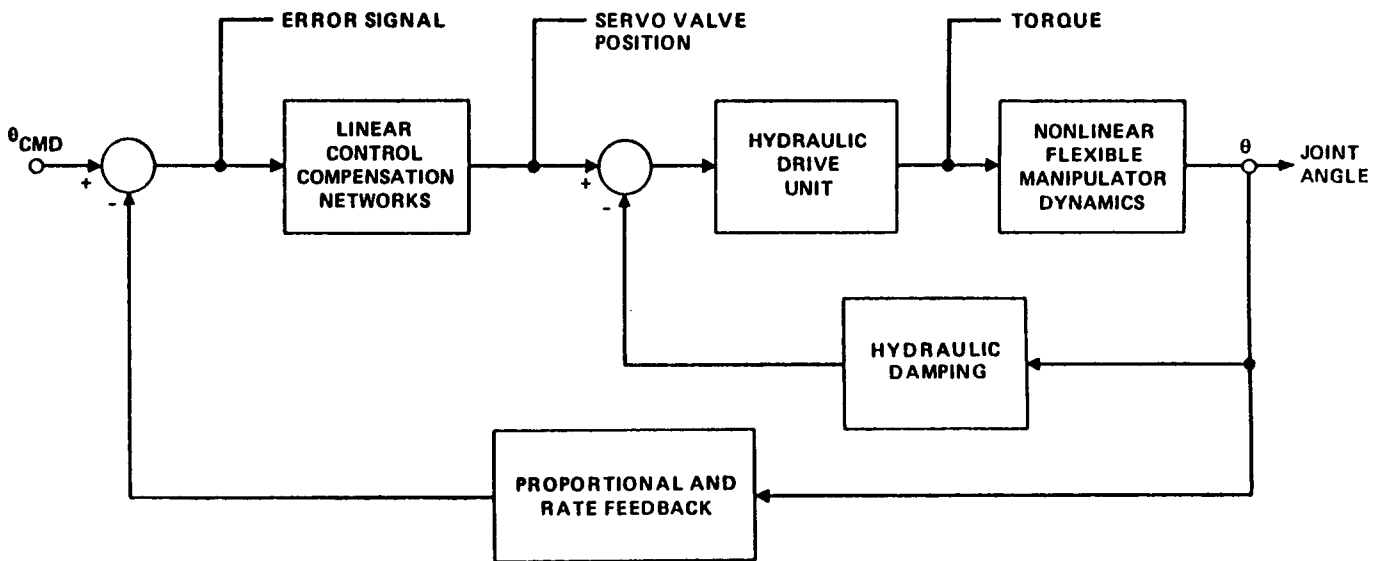 ERROR SIGNAL
SERVO VALVE
POSITION
TORQUE
θCMD
+
-
LINEAR
CONTROL
COMPENSATION
NETWORKS
+
-
HYDRAULIC
DRIVE
UNIT
NONLINEAR
FLEXIBLE
MANIPULATOR
DYNAMICS
θ
JOINT
ANGLE
HYDRAULIC
DAMPING
PROPORTIONAL AND
RATE FEEDBACK